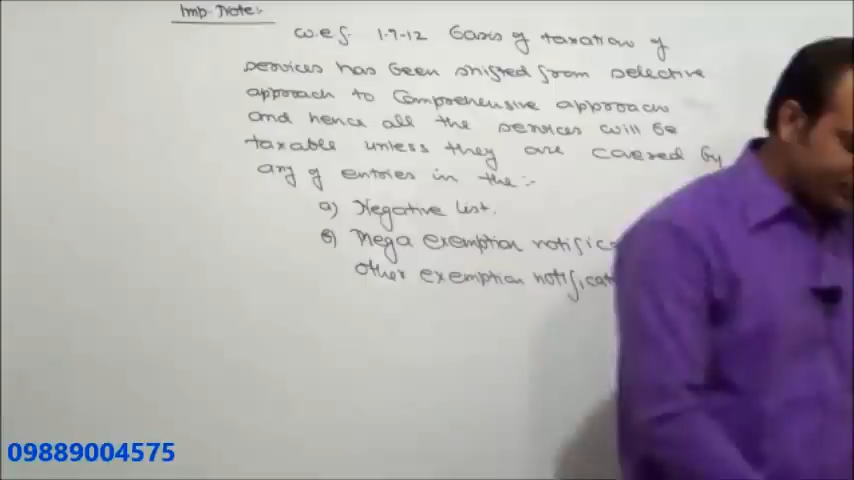 Imp. Note:-
w.e.f. 1-7-12 basis of taxation of
services has been shifted from selective
approach to comprehensive approach
and hence all the services will be
taxable unless they are covered by
any of entries in the :-
a) Negative list.
b) Mega exemption notifica
other exemption notificat
09889004575